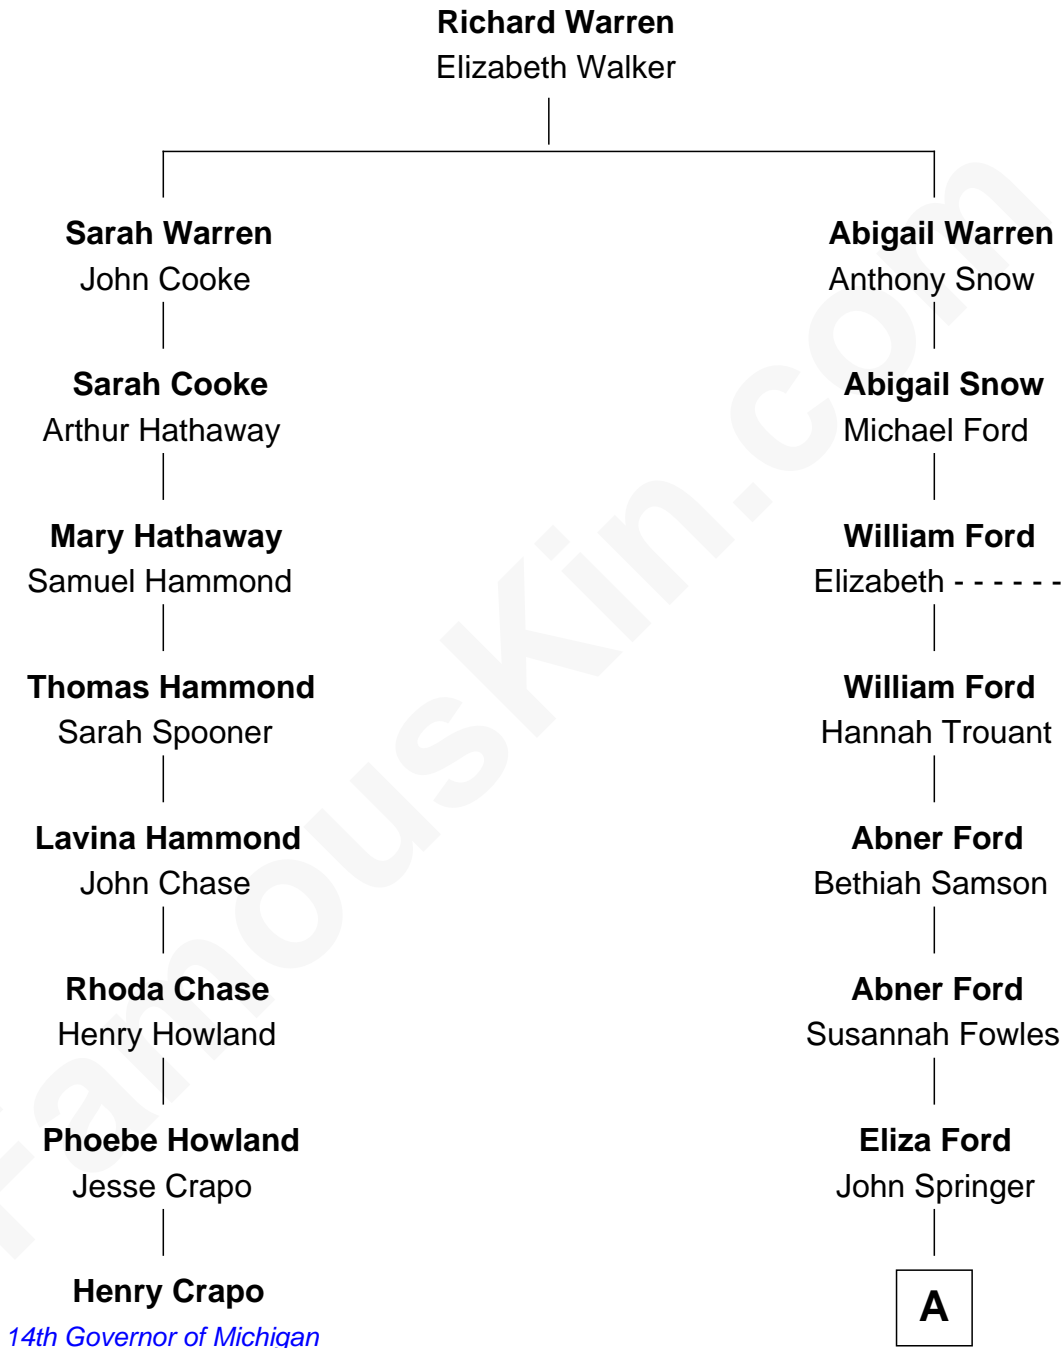 Richard Warren
Elizabeth Walker
Sarah Warren
John Cooke
Abigail Warren
Anthony Snow
Sarah Cooke
Arthur Hathaway
Abigail Snow
Michael Ford
Mary Hathaway
Samuel Hammond
William Ford
Elizabeth - - - - - -
Thomas Hammond
Sarah Spooner
William Ford
Hannah Trouant
Lavina Hammond
John Chase
Abner Ford
Bethiah Samson
Rhoda Chase
Henry Howland
Abner Ford
Susannah Fowles
Phoebe Howland
Jesse Crapo
Eliza Ford
John Springer
Henry Crapo
14th Governor of Michigan
A
FamousKin.com